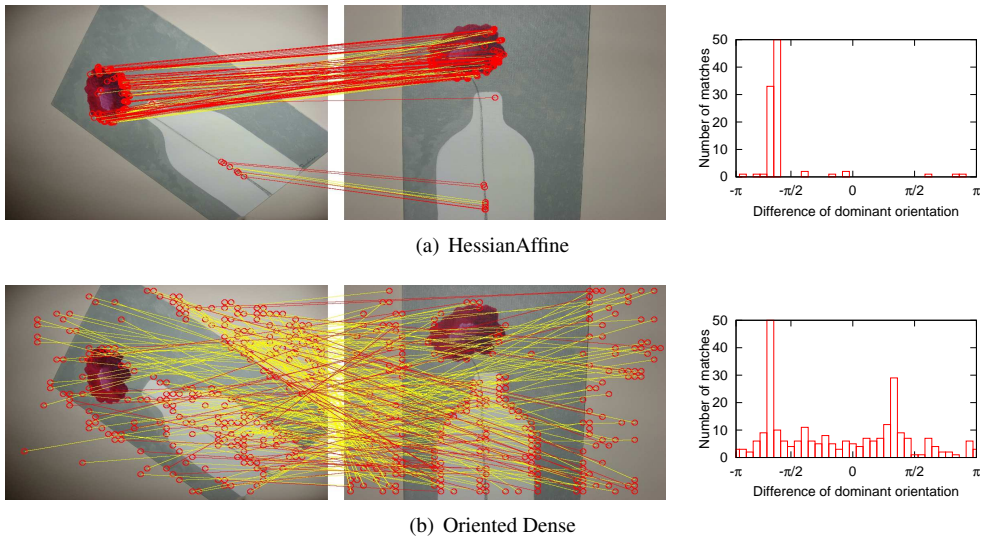 50
40
30
20
10
0
Number of matches
-π -π/2 0 π/2 π
Difference of dominant orientation
(a) HessianAffine
50
40
30
20
10
0
Number of matches
-π -π/2 0 π/2 π
Difference of dominant orientation
(b) Oriented Dense